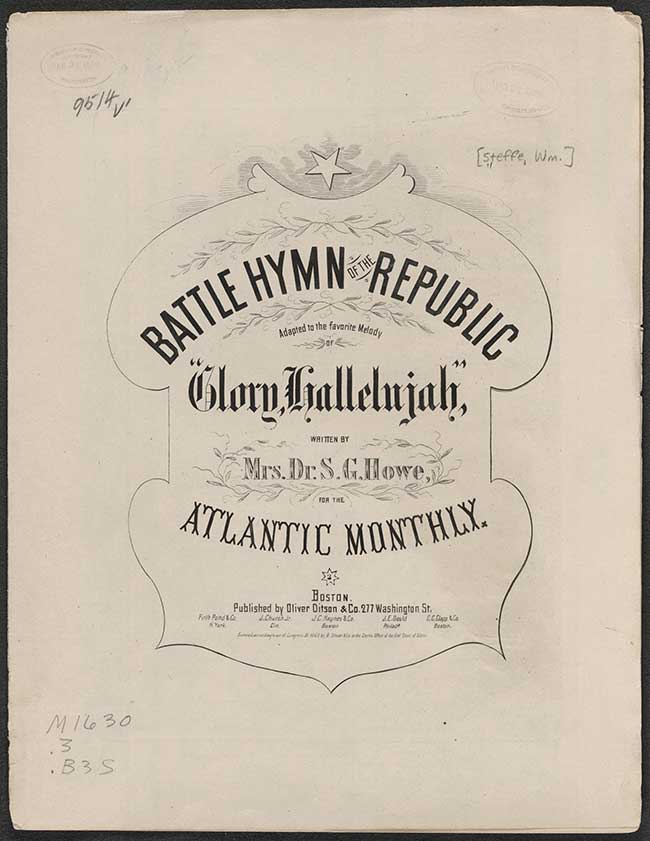 9514
[steffe, Wm.]
BATTLE HYMN OF THE REPUBLIC
Adapted to the favorite Melody
OF
"Glory, Hallelujah",
WRITTEN BY
Mrs. Dr. S. G. Howe,
FOR THE
ATLANTIC MONTHLY.
BOSTON.
Published by Oliver Ditson & Co. 277 Washington St.
Firth Pond & Co. J. Church Jr. J. C. Haynes & Co. J. E. Gould C. C. Clapp & Co.
N. York. Cin. Boston Philada Boston.
M1630
.3
.B3S